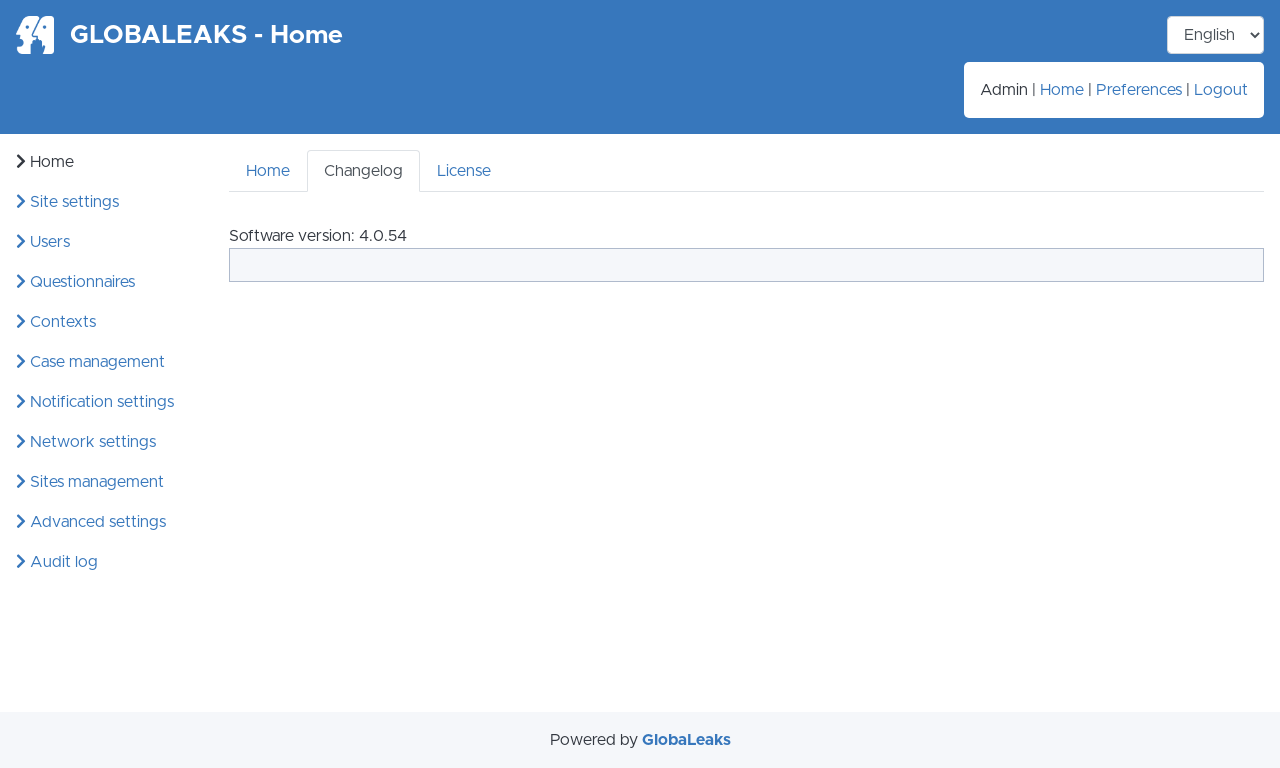 GLOBALEAKS - Home
English
Admin | Home | Preferences | Logout
Home
Site settings
Users
Questionnaires
Contexts
Case management
Notification settings
Network settings
Sites management
Advanced settings
Audit log
Home Changelog License
Software version: 4.0.54
Powered by GlobaLeaks